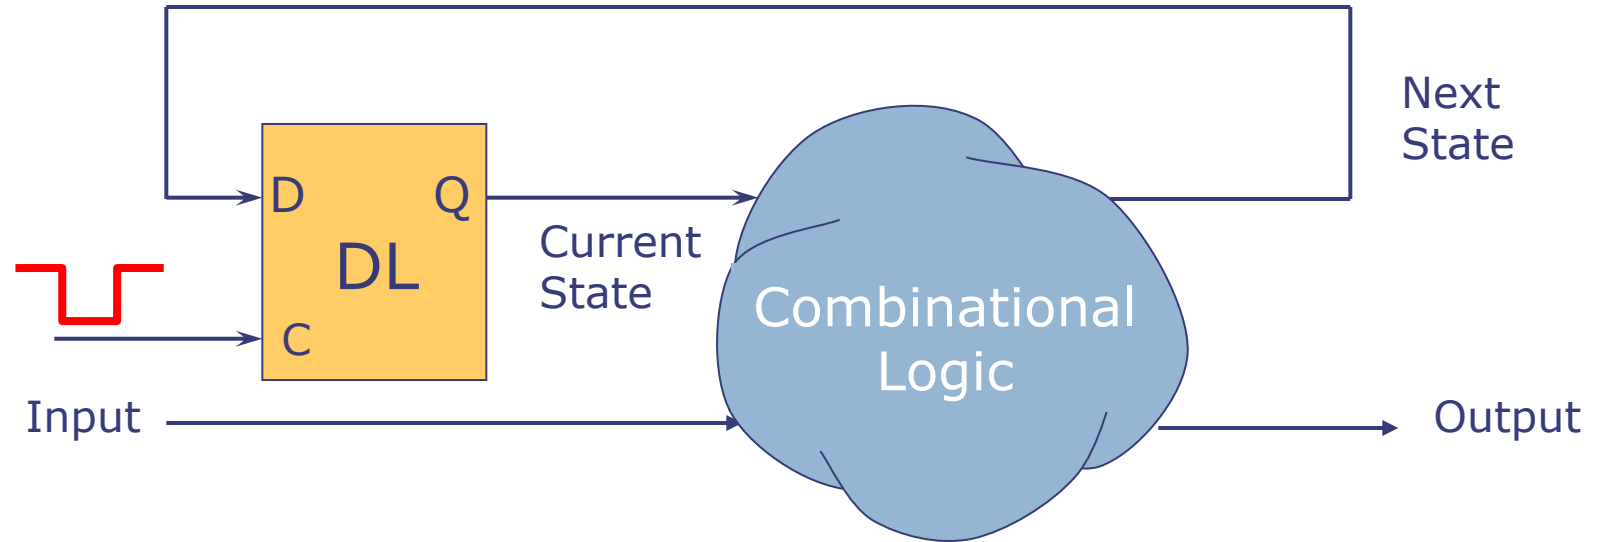 Next
State
D
Q
DL
Current
State
C
Combinational
Logic
Input
Output